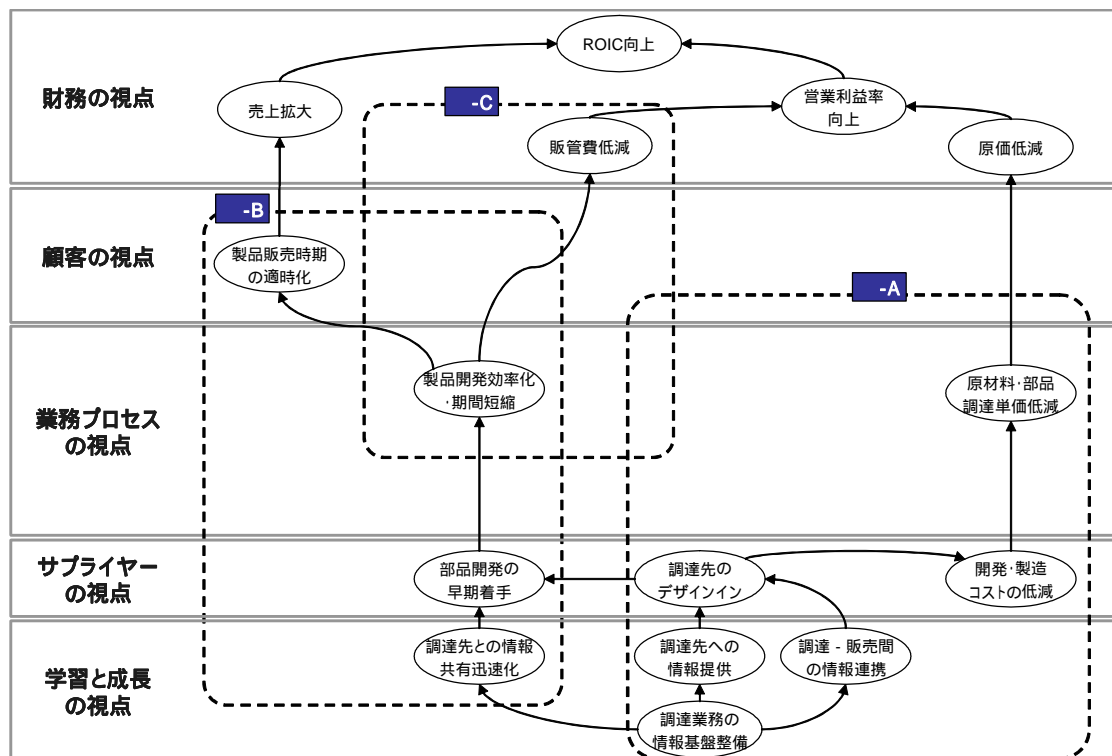 ROIC向上
財務の視点
売上拡大
-C
営業利益率
向上
販管費低減
原価低減
-B
顧客の視点
製品販売時期
の適時化
-A
業務プロセス
の視点
製品開発効率化
・期間短縮
原材料・部品
調達単価低減
サプライヤー
の視点
部品開発の
早期着手
調達先の
デザインイン
開発・製造
コストの低減
学習と成長
の視点
調達先との情報
共有迅速化
調達先への
情報提供
調達‐販売間
の情報連携
調達業務の
情報基盤整備